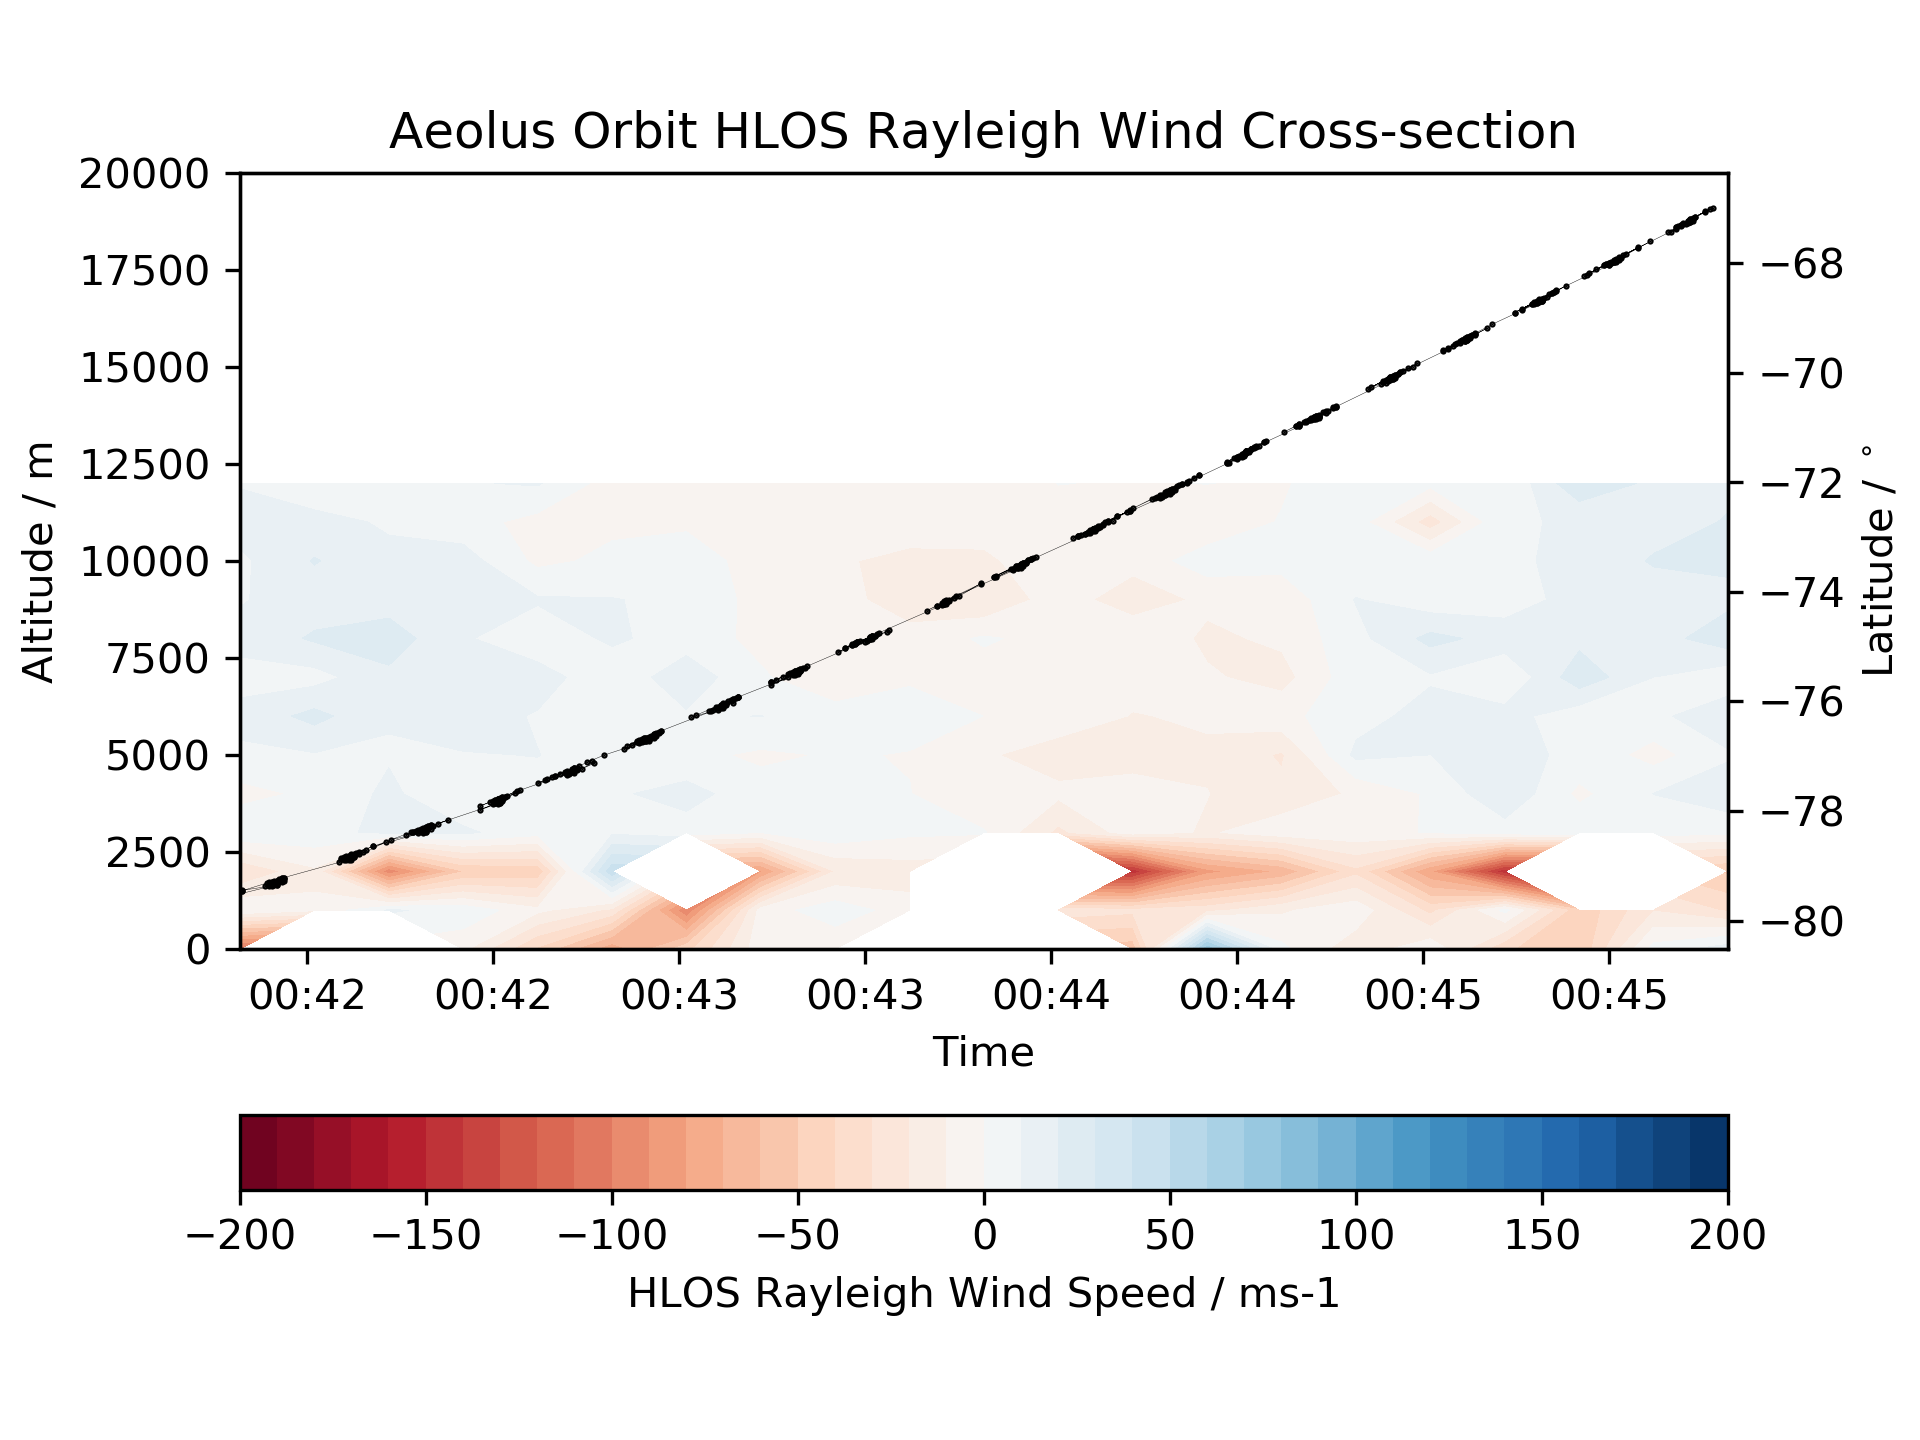 Aeolus Orbit HLOS Rayleigh Wind Cross-section
20000
17500
15000
12500
10000
7500
5000
2500
0
Altitude / m
−68
−70
−72
−74
−76
−78
−80
Latitude / °
00:42 00:42 00:43 00:43 00:44 00:44 00:45 00:45
Time
−200 −150 −100 −50 0 50 100 150 200
HLOS Rayleigh Wind Speed / ms-1